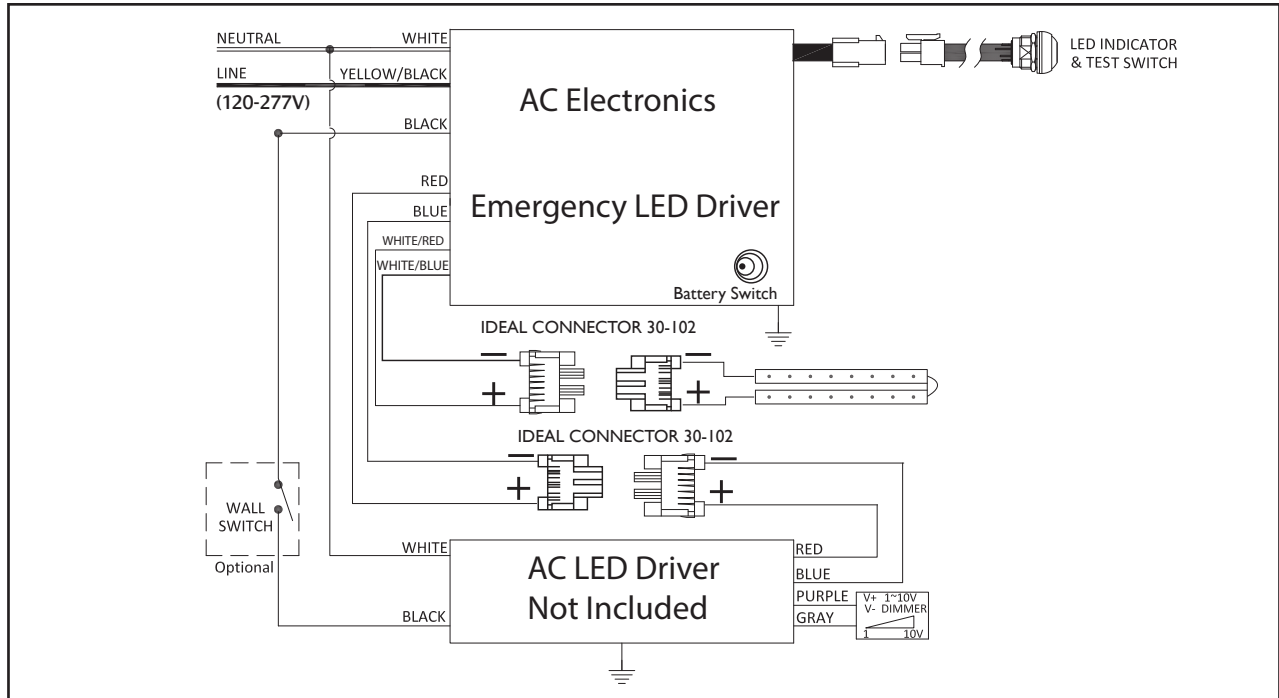 NEUTRAL
WHITE
LED INDICATOR
& TEST SWITCH
LINE
YELLOW/BLACK
(120-277V)
AC Electronics
BLACK
RED
Emergency LED Driver
BLUE
WHITE/RED
WHITE/BLUE
Battery Switch
IDEAL CONNECTOR 30-102
−
+
−
+
IDEAL CONNECTOR 30-102
−
+
−
+
WALL
SWITCH
Optional
WHITE
AC LED Driver
Not Included
RED
BLUE
PURPLE
V+ 1~10V
V- DIMMER
BLACK
GRAY
1 10V